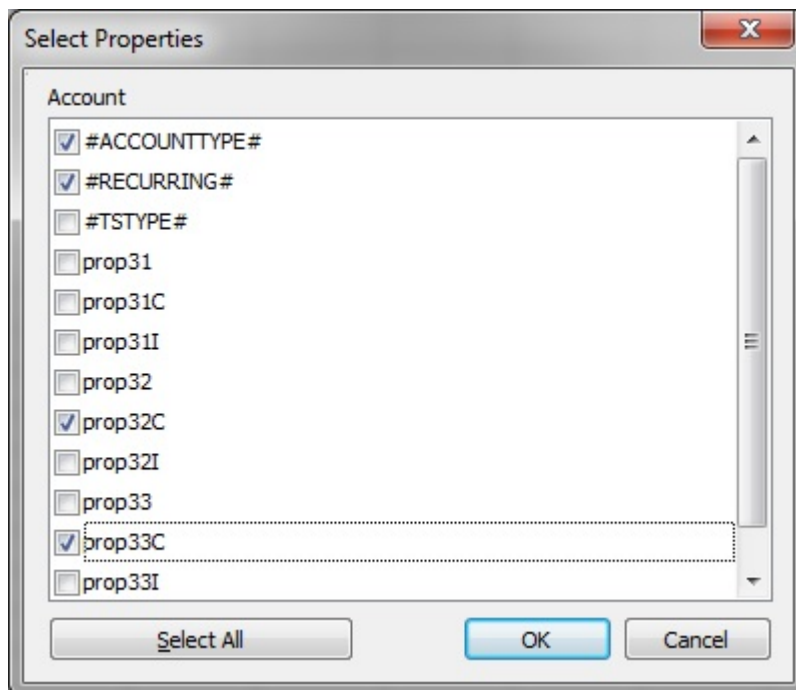 Select Properties
Account
#ACCOUNTTYPE#
#RECURRING#
#TSTYPE#
prop31
prop31C
prop31I
prop32
prop32C
prop32I
prop33
prop33C
prop33I
Select All OK Cancel